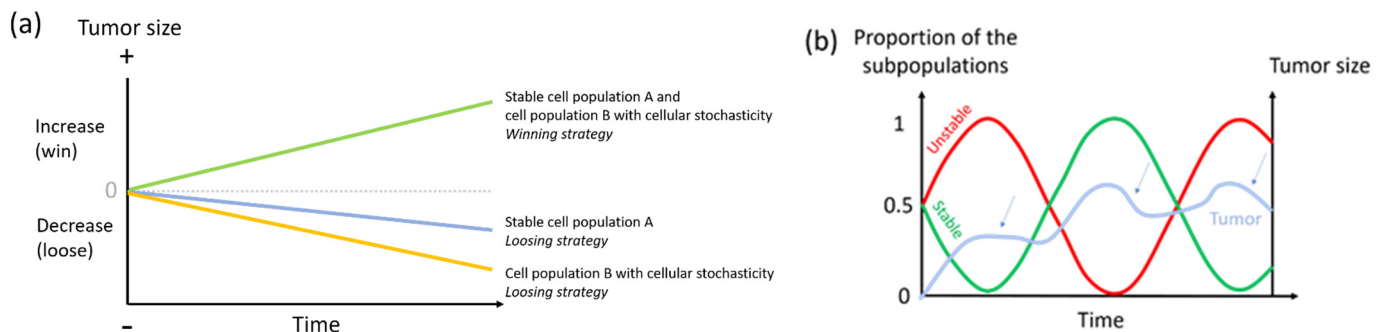 (a)
Tumor size
+
Increase
(win)
0
Decrease
(loose)
-
Time
Stable cell population A and
cell population B with cellular stochasticity
Winning strategy
Stable cell population A
Loosing strategy
Cell population B with cellular stochasticity
Loosing strategy
(b)
Proportion of the
subpopulations
Tumor size
1
0.5
0
Unstable
Stable
Tumor
Time